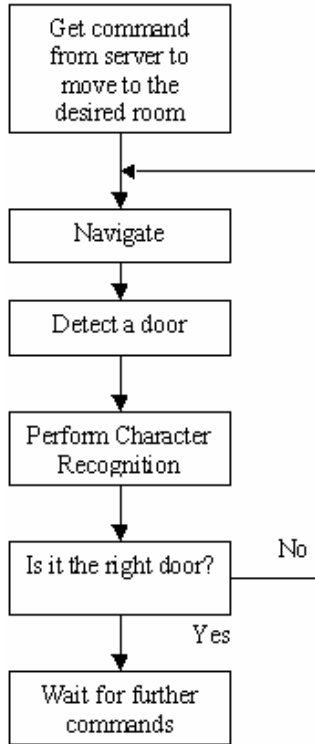 Get command
from server to
move to the
desired room
Navigate
Detect a door
Perform Character
Recognition
Is it the right door?
No
Yes
Wait for further
commands